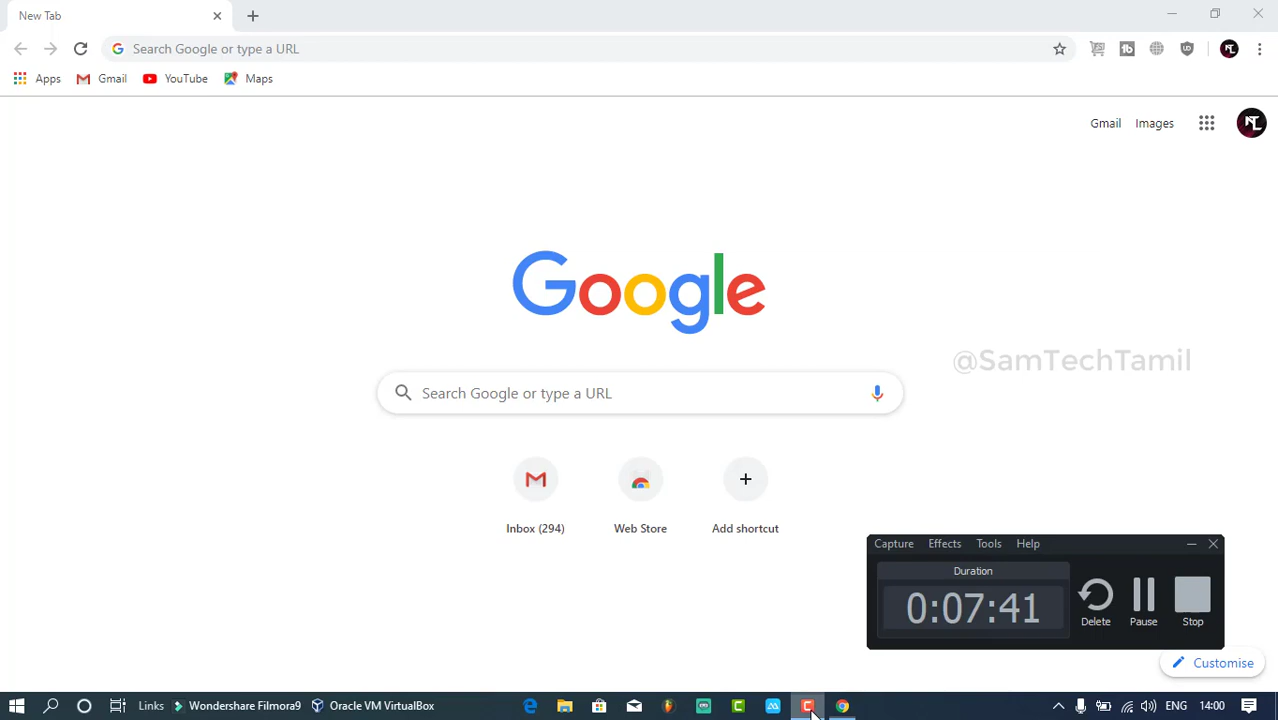 New Tab
Search Google or type a URL
Apps Gmail YouTube Maps
Gmail Images
Google
@SamTechTamil
Search Google or type a URL
Inbox (294) Web Store Add shortcut
Capture Effects Tools Help
Duration
0:07:41
Delete Pause Stop
Customise
Links Wondershare Filmora9 Oracle VM VirtualBox ENG 14:00